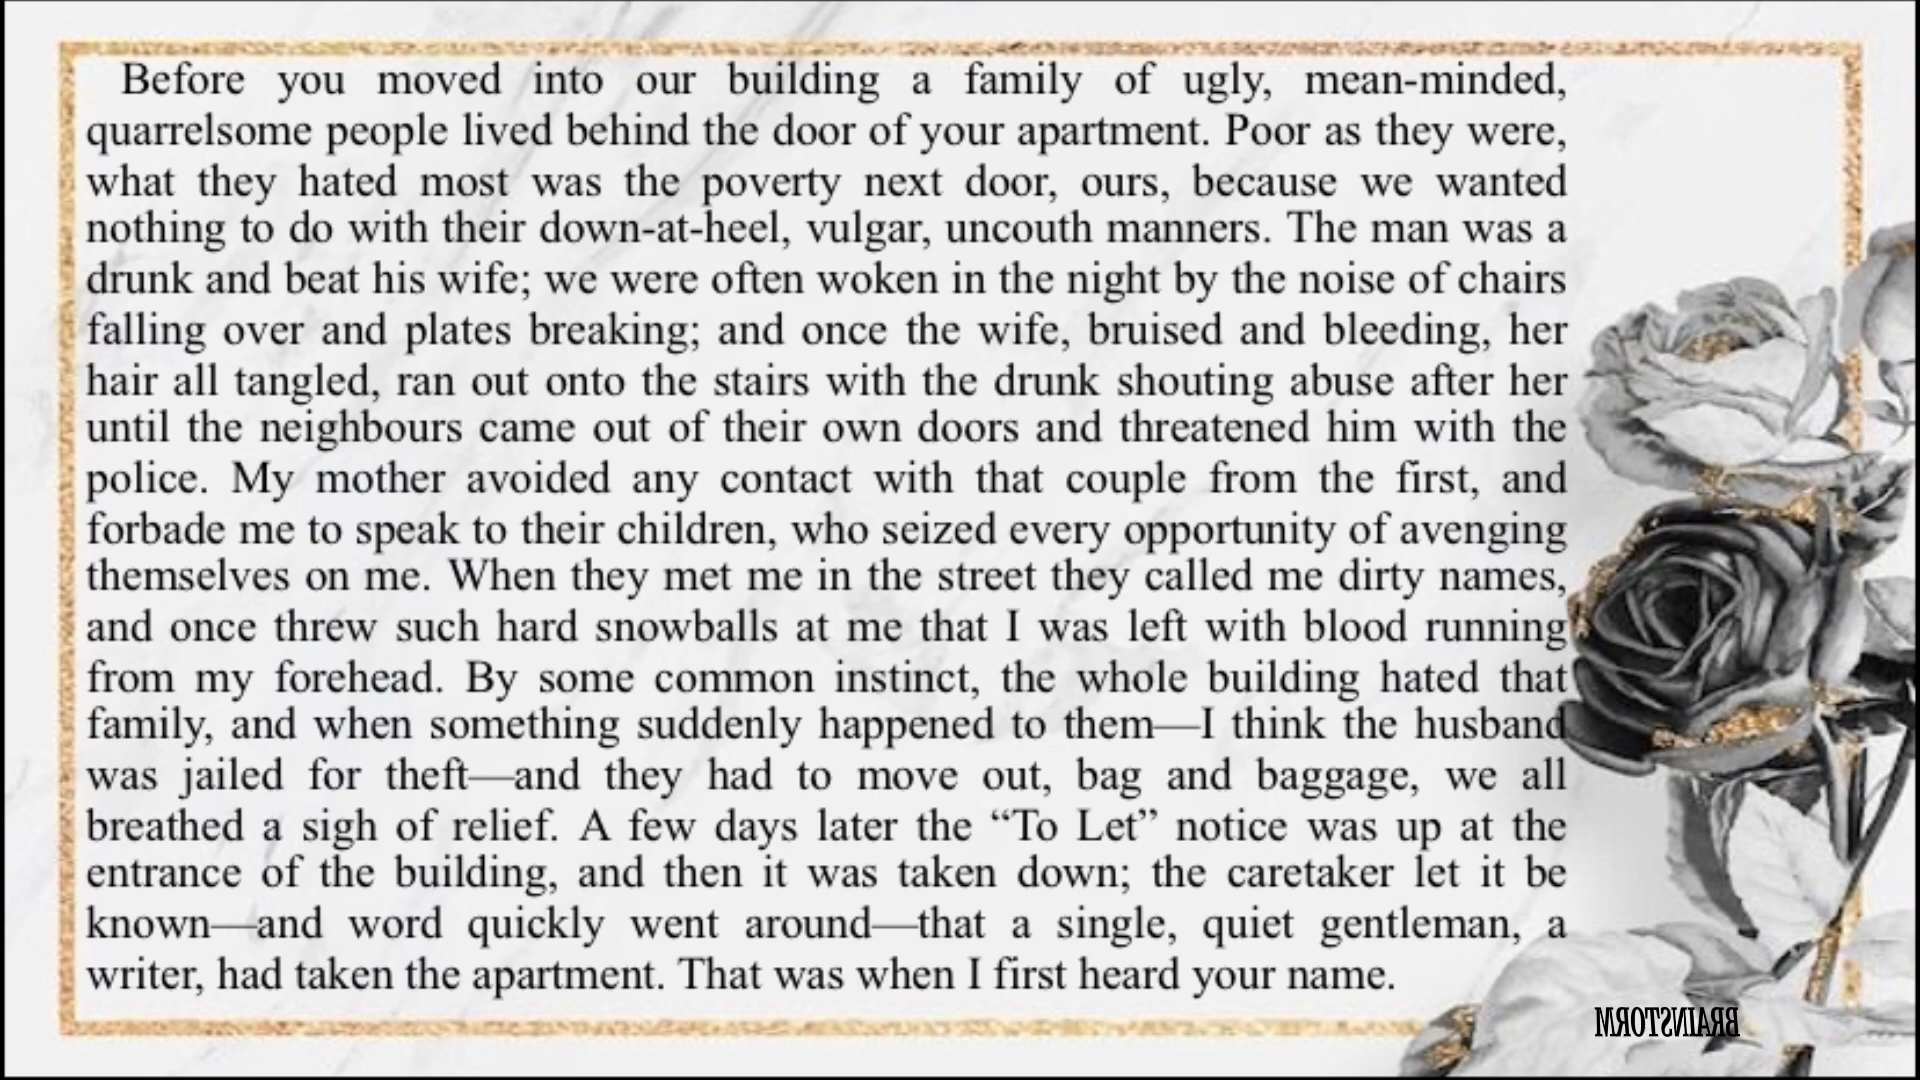 Before you moved into our building a family of ugly, mean-minded,
quarrelsome people lived behind the door of your apartment. Poor as they were,
what they hated most was the poverty next door, ours, because we wanted
nothing to do with their down-at-heel, vulgar, uncouth manners. The man was a
drunk and beat his wife; we were often woken in the night by the noise of chairs
falling over and plates breaking; and once the wife, bruised and bleeding, her
hair all tangled, ran out onto the stairs with the drunk shouting abuse after her
until the neighbours came out of their own doors and threatened him with the
police. My mother avoided any contact with that couple from the first, and
forbade me to speak to their children, who seized every opportunity of avenging
themselves on me. When they met me in the street they called me dirty names,
and once threw such hard snowballs at me that I was left with blood running
from my forehead. By some common instinct, the whole building hated that
family, and when something suddenly happened to them—I think the husband
was jailed for theft—and they had to move out, bag and baggage, we all
breathed a sigh of relief. A few days later the “To Let” notice was up at the
entrance of the building, and then it was taken down; the caretaker let it be
known—and word quickly went around—that a single, quiet gentleman, a
writer, had taken the apartment. That was when I first heard your name.
BRAINSTORM